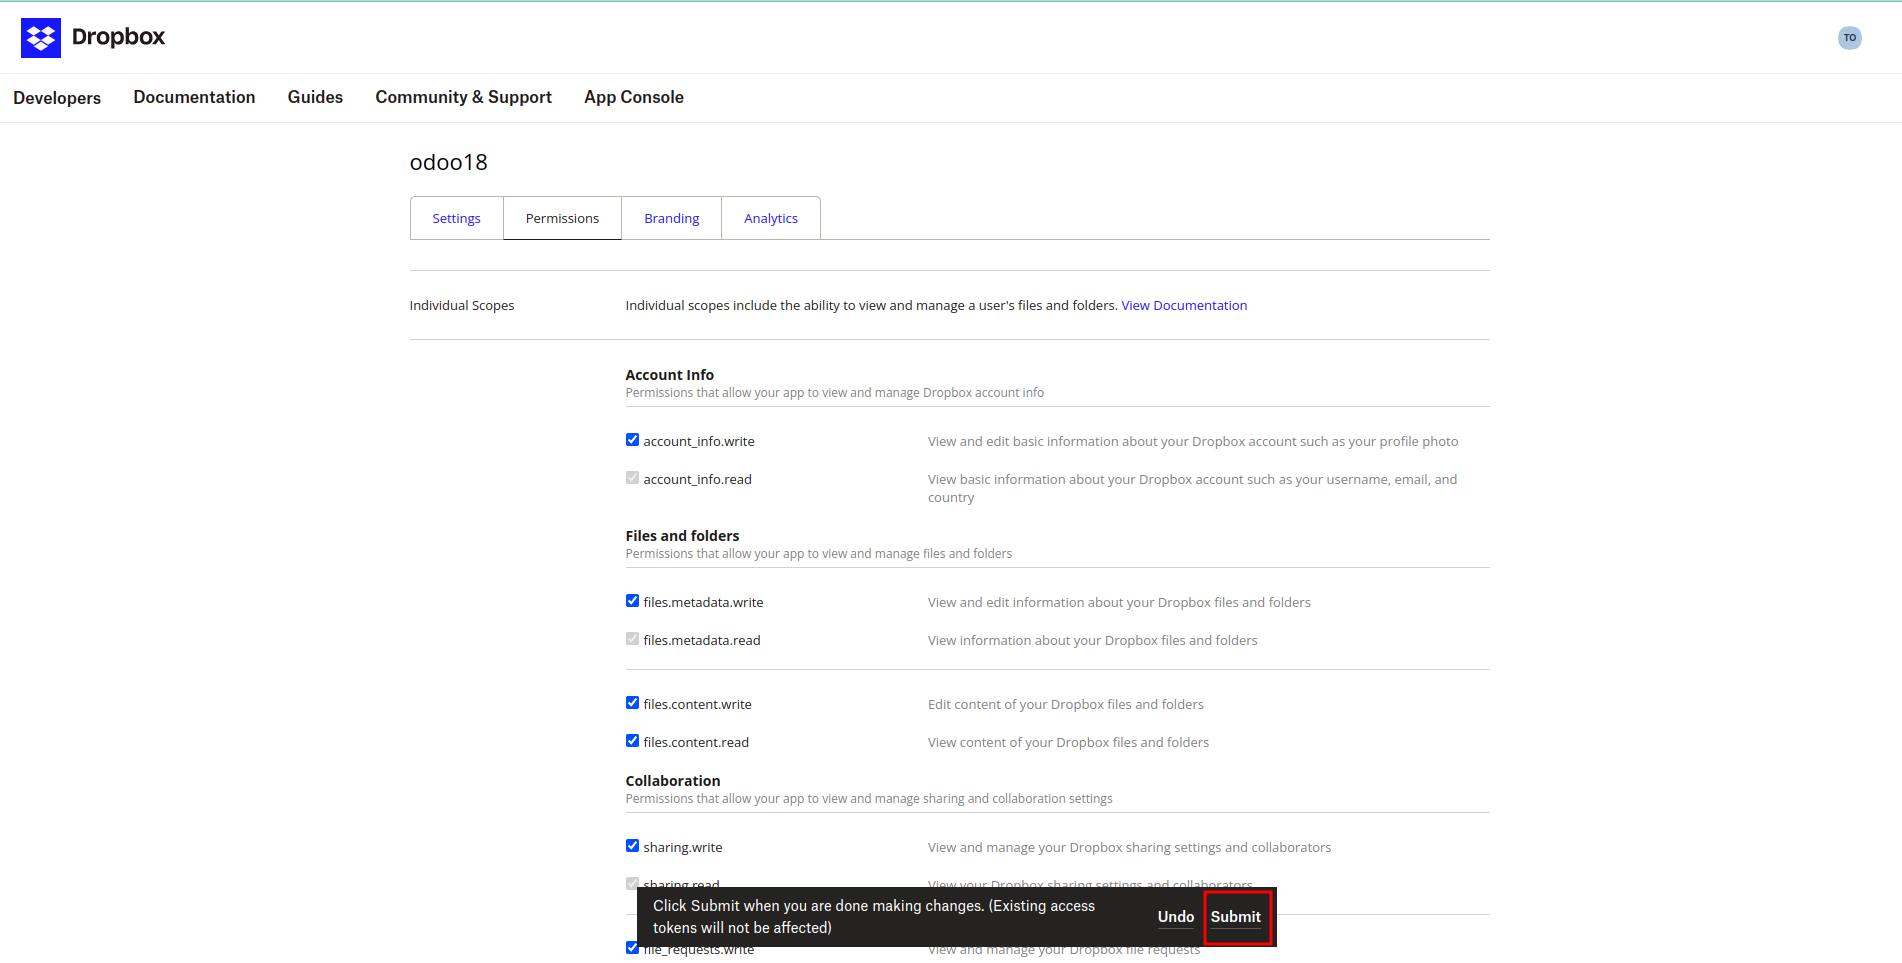 Dropbox
TO
Developers Documentation Guides Community & Support App Console
odoo18
Settings Permissions Branding Analytics
Individual Scopes Individual scopes include the ability to view and manage a user's files and folders. View Documentation
Account Info
Permissions that allow your app to view and manage Dropbox account info
account_info.write View and edit basic information about your Dropbox account such as your profile photo
account_info.read View basic information about your Dropbox account such as your username, email, and
country
Files and folders
Permissions that allow your app to view and manage files and folders
files.metadata.write View and edit information about your Dropbox files and folders
files.metadata.read View information about your Dropbox files and folders
files.content.write Edit content of your Dropbox files and folders
files.content.read View content of your Dropbox files and folders
Collaboration
Permissions that allow your app to view and manage sharing and collaboration settings
sharing.write View and manage your Dropbox sharing settings and collaborators
sharing.read View your Dropbox sharing settings and collaborators
Click Submit when you are done making changes. (Existing access
tokens will not be affected)
Undo Submit
file_requests.write View and manage your Dropbox file requests